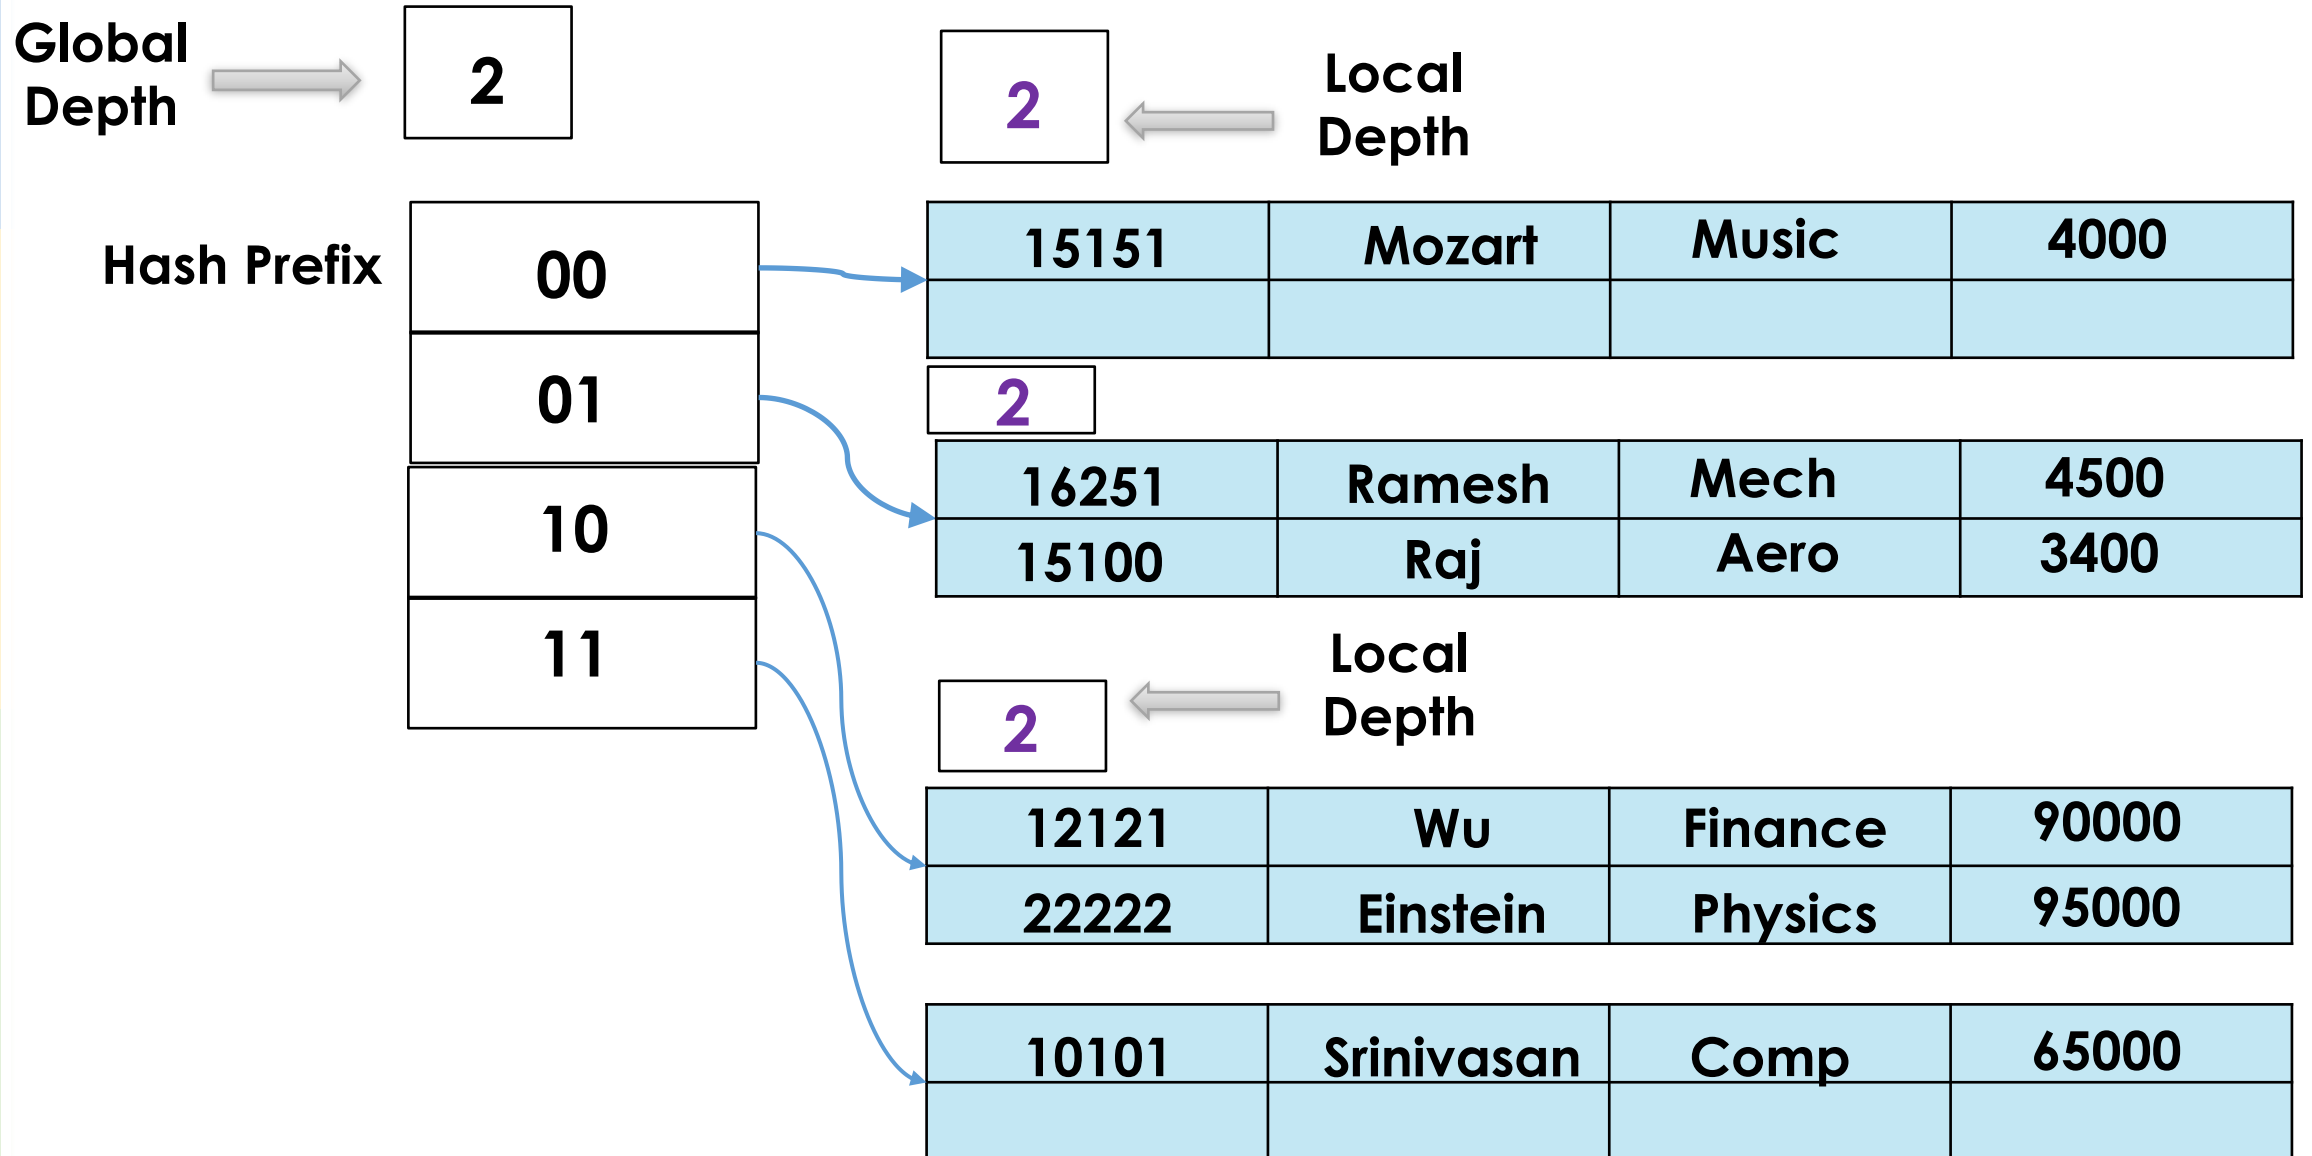 Global
Depth
2
2
Local
Depth
Hash Prefix
00
01
10
11
15151 Mozart Music 4000
2
16251 Ramesh Mech 4500
15100 Raj Aero 3400
2
Local
Depth
12121 Wu Finance 90000
22222 Einstein Physics 95000
10101 Srinivasan Comp 65000